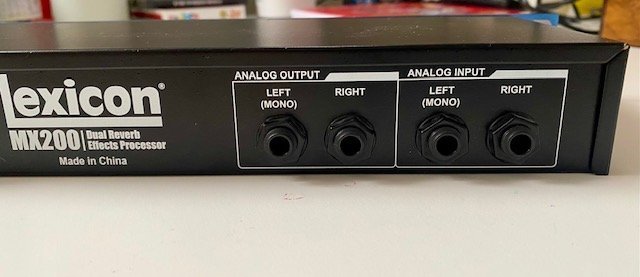 Lexicon®
MX200 Dual Reverb
Effects Processor
Made in China
ANALOG OUTPUT
LEFT
(MONO)
RIGHT
ANALOG INPUT
LEFT
(MONO)
RIGHT